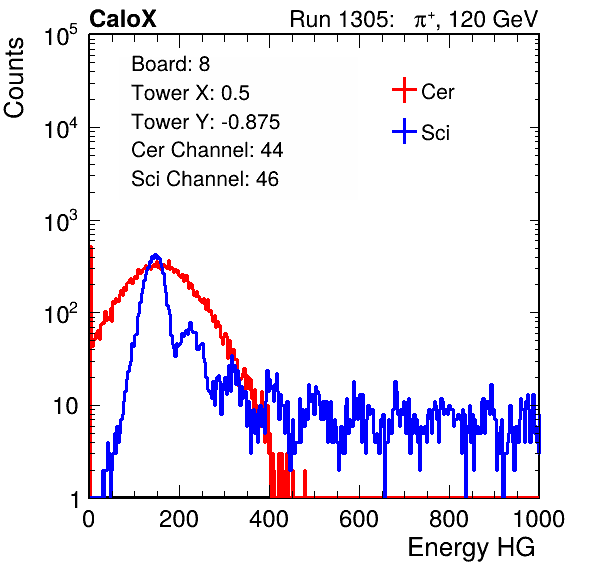 CaloX Run 1305: π⁺, 120 GeV
Counts
Board: 8
Tower X: 0.5
Tower Y: -0.875
Cer Channel: 44
Sci Channel: 46
Cer
Sci
10⁵
10⁴
10³
10²
10
1
0 200 400 600 800 1000
Energy HG